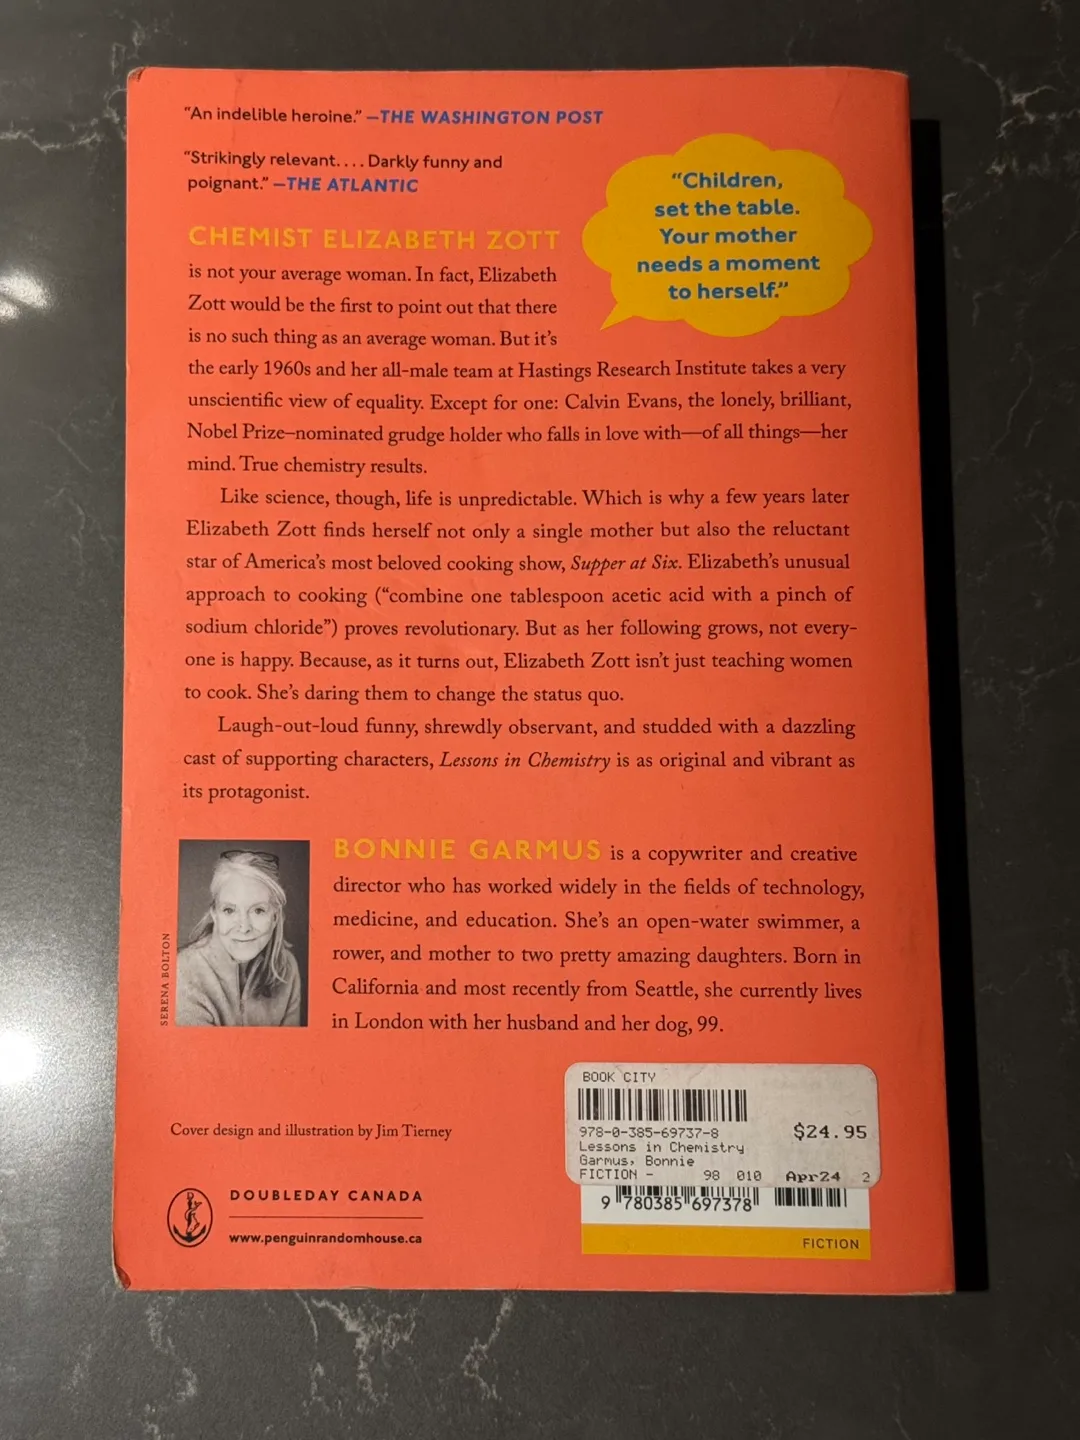 “An indelible heroine.” —THE WASHINGTON POST
“Strikingly relevant.... Darkly funny and
poignant.” —THE ATLANTIC
“Children,
set the table.
Your mother
needs a moment
to herself.”
CHEMIST ELIZABETH ZOTT
is not your average woman. In fact, Elizabeth
Zott would be the first to point out that there
is no such thing as an average woman. But it’s
the early 1960s and her all-male team at Hastings Research Institute takes a very
unscientific view of equality. Except for one: Calvin Evans, the lonely, brilliant,
Nobel Prize–nominated grudge holder who falls in love with—of all things—her
mind. True chemistry results.
Like science, though, life is unpredictable. Which is why a few years later
Elizabeth Zott finds herself not only a single mother but also the reluctant
star of America’s most beloved cooking show, Supper at Six. Elizabeth’s unusual
approach to cooking (“combine one tablespoon acetic acid with a pinch of
sodium chloride”) proves revolutionary. But as her following grows, not every-
one is happy. Because, as it turns out, Elizabeth Zott isn’t just teaching women
to cook. She’s daring them to change the status quo.
Laugh-out-loud funny, shrewdly observant, and studded with a dazzling
cast of supporting characters, Lessons in Chemistry is as original and vibrant as
its protagonist.
SERENA BOLTON
BONNIE GARMUS is a copywriter and creative
director who has worked widely in the fields of technology,
medicine, and education. She’s an open-water swimmer, a
rower, and mother to two pretty amazing daughters. Born in
California and most recently from Seattle, she currently lives
in London with her husband and her dog, 99.
Cover design and illustration by Jim Tierney
DOUBLEDAY CANADA
www.penguinrandomhouse.ca
BOOK CITY
978-0-385-69737-8 $24.95
Lessons in Chemistry
Garmus, Bonnie
FICTION - 98 010 Apr24 2
9 780385 697378
FICTION